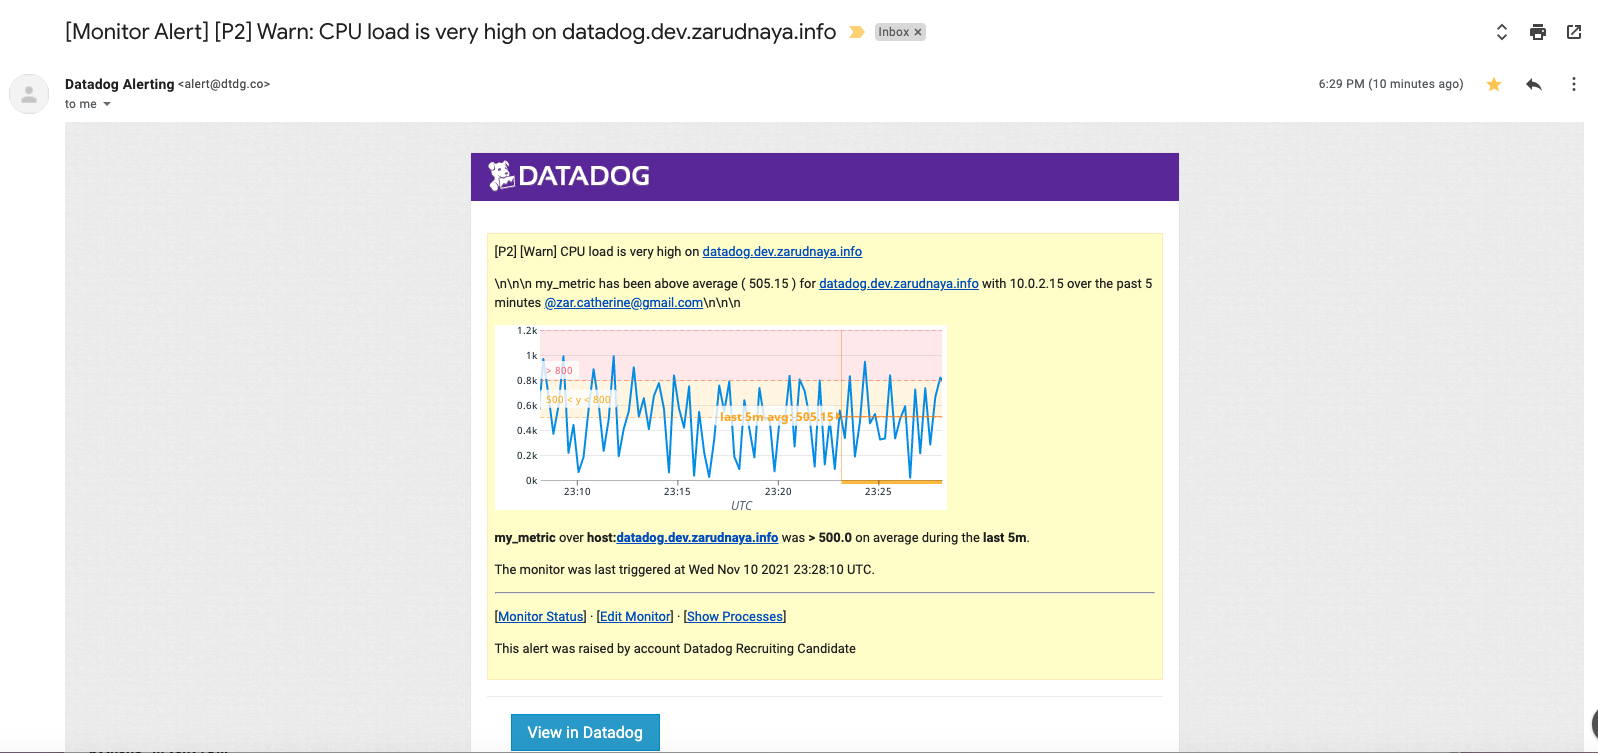 [Monitor Alert] [P2] Warn: CPU load is very high on datadog.dev.zarudnaya.info
Inbox ×
Datadog Alerting <alert@dtdg.co>
6:29 PM (10 minutes ago)
to me
DATADOG
[P2] [Warn] CPU load is very high on datadog.dev.zarudnaya.info
\n\n\n my_metric has been above average ( 505.15 ) for datadog.dev.zarudnaya.info with 10.0.2.15 over the past 5
minutes @zar.catherine@gmail.com\n\n\n
1.2k
1k
> 800
0.8k
500 < y < 800
0.6k
last 5m avg: 505.15
0.4k
0.2k
0k
23:10 23:15 23:20 23:25
UTC
my_metric over host:datadog.dev.zarudnaya.info was > 500.0 on average during the last 5m.
The monitor was last triggered at Wed Nov 10 2021 23:28:10 UTC.
[Monitor Status] · [Edit Monitor] · [Show Processes]
This alert was raised by account Datadog Recruiting Candidate
View in Datadog